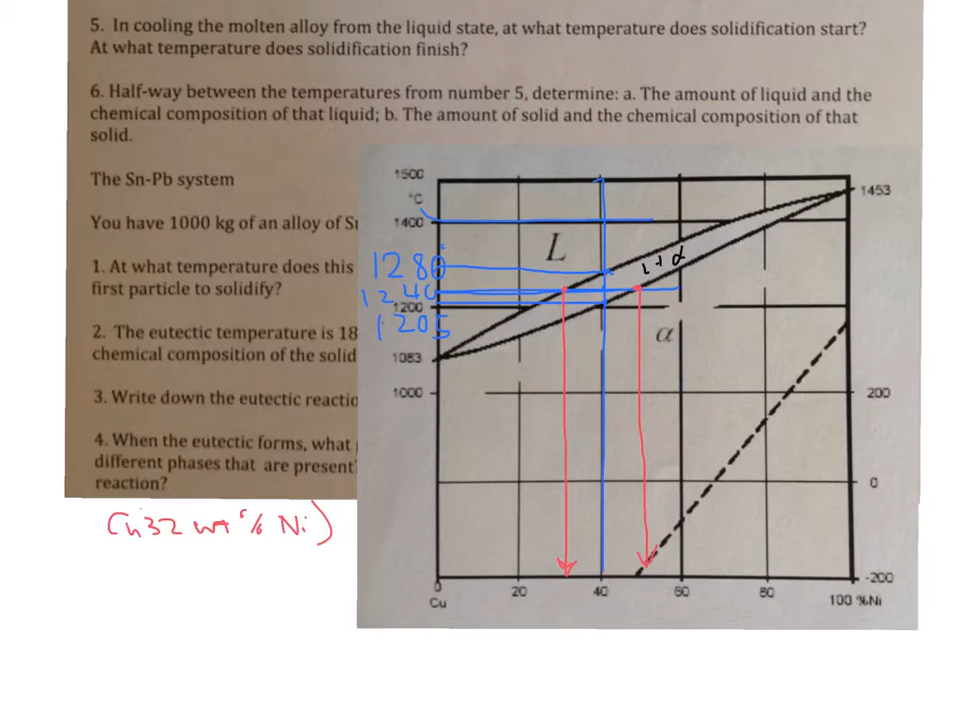 5. In cooling the molten alloy from the liquid state, at what temperature does solidification start?
At what temperature does solidification finish?
6. Half-way between the temperatures from number 5, determine: a. The amount of liquid and the
chemical composition of that liquid; b. The amount of solid and the chemical composition of that
solid.
The Sn-Pb system
You have 1000 kg of an alloy of S
1. At what temperature does this
first particle to solidify?
2. The eutectic temperature is 18
chemical composition of the solid
3. Write down the eutectic reactio
4. When the eutectic forms, what
different phases that are present
reaction?
1500
°C
1400
1280
1240
1200
1205
1083
1000
L
L+α
α
1453
200
0
-200
0 20 40 60 80 100 %Ni
Cu
32 wt % Ni)